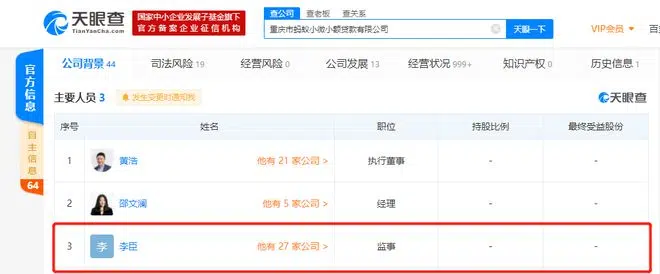 天眼查
TianYanCha.com
国家中小企业发展子基金旗下
官方备案企业征信机构
查公司 查老板 查关系
重庆市蚂蚁小微小额贷款有限公司
天眼一下
VIP会员
官方信息
自主信息
64
公司背景 44 司法风险 19 经营风险 0 公司发展 13 经营状况 999+ 知识产权 0 历史信息 1
主要人员 3 发生变更时通知我 天眼查
序号 姓名 职位 持股比例 最终受益股份
1 黄浩 他有 21 家公司 > 执行董事 - -
2 邵文澜 他有 5 家公司 > 经理 - -
3 李 李臣 他有 27 家公司 > 监事 - -